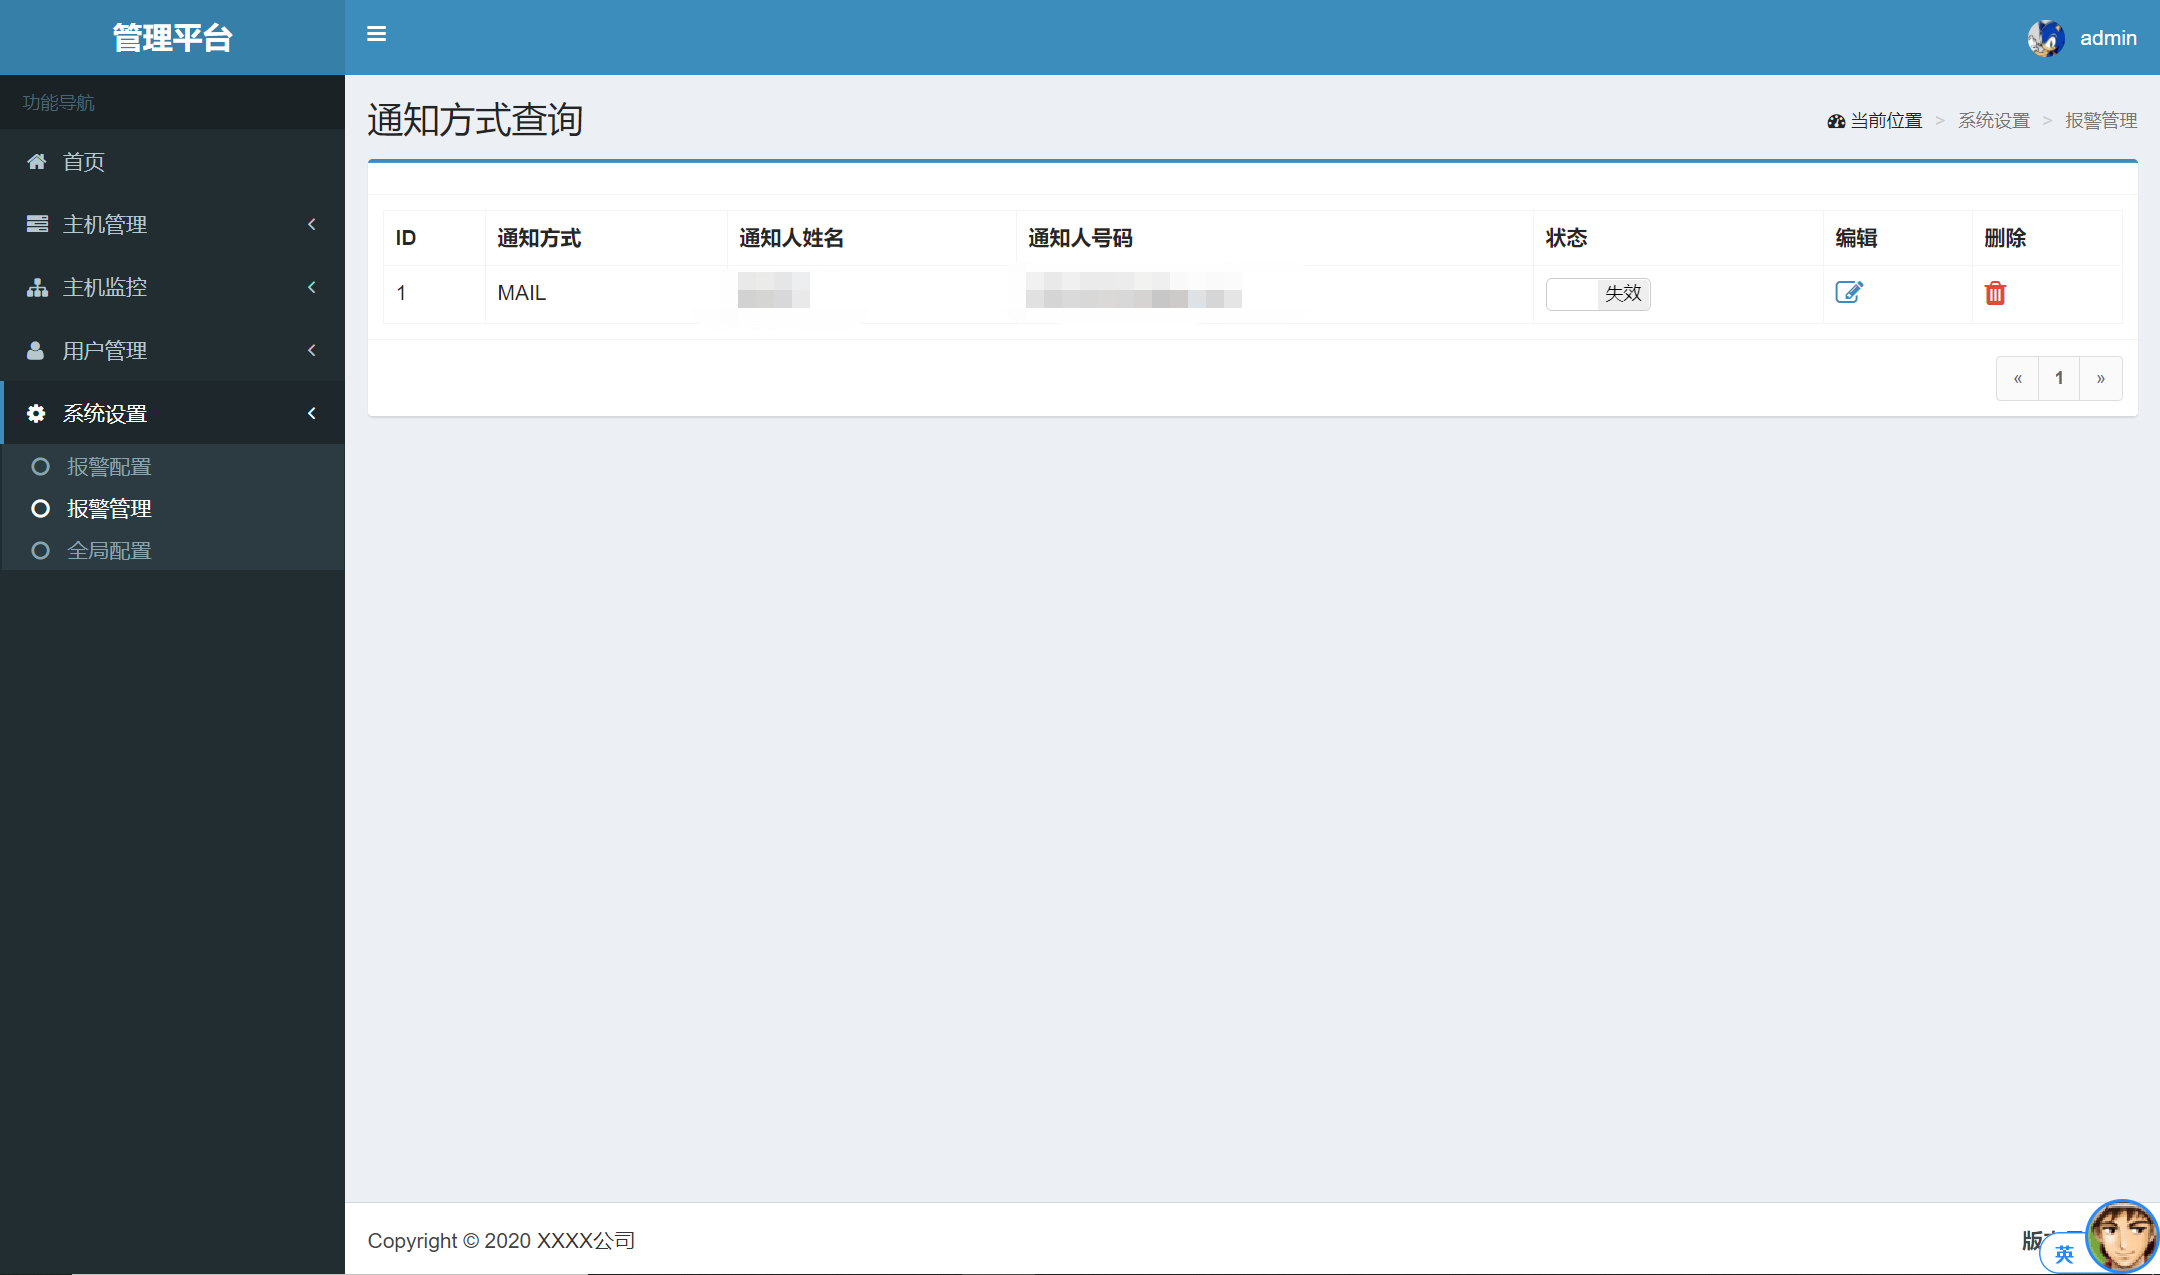 管理平台
admin
功能导航
首页
主机管理
主机监控
用户管理
系统设置
报警配置
报警管理
全局配置
通知方式查询
当前位置 > 系统设置 > 报警管理
ID 通知方式 通知人姓名 通知人号码 状态 编辑 删除
1 MAIL 失效
« 1 »
Copyright © 2020 XXXX公司
版
英